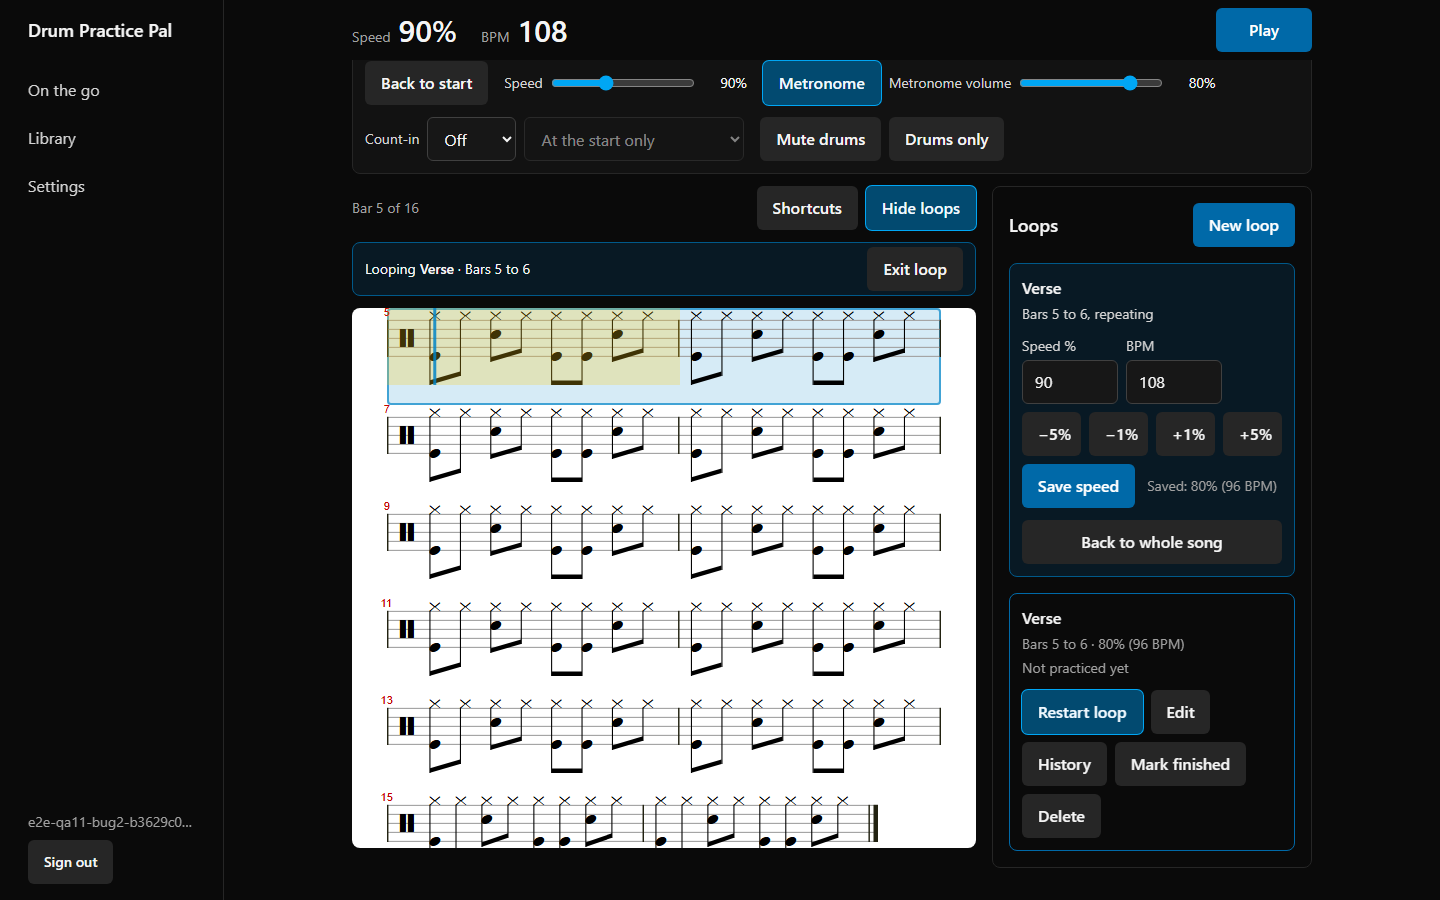 Drum Practice Pal
On the go
Library
Settings
e2e-qa11-bug2-b3629c0...
Sign out
Speed 90% BPM 108
Play
Back to start Speed 90% Metronome Metronome volume 80%
Count-in Off At the start only Mute drums Drums only
Bar 5 of 16
Shortcuts Hide loops
Looping Verse · Bars 5 to 6
Exit loop
5
7
9
11
13
15
Loops
New loop
Verse
Bars 5 to 6, repeating
Speed % BPM
90 108
−5% −1% +1% +5%
Save speed Saved: 80% (96 BPM)
Back to whole song
Verse
Bars 5 to 6 · 80% (96 BPM)
Not practiced yet
Restart loop Edit
History Mark finished
Delete